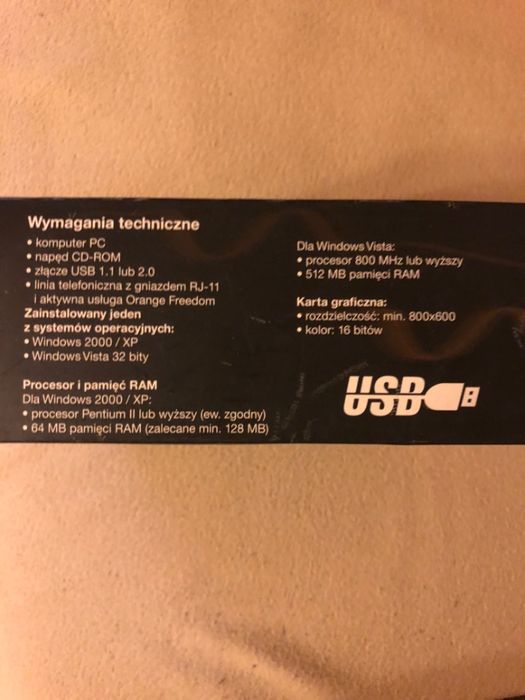 Wymagania techniczne
• komputer PC
• napęd CD-ROM
• złącze USB 1.1 lub 2.0
• linia telefoniczna z gniazdem RJ-11
i aktywna usługa Orange Freedom
Zainstalowany jeden
z systemów operacyjnych:
• Windows 2000 / XP
• Windows Vista 32 bity
Procesor i pamięć RAM
Dla Windows 2000 / XP:
• procesor Pentium II lub wyższy (ew. zgodny)
• 64 MB pamięci RAM (zalecane min. 128 MB)
Dla Windows Vista:
• procesor 800 MHz lub wyższy
• 512 MB pamięci RAM
Karta graficzna:
• rozdzielczość: min. 800x600
• kolor: 16 bitów
USB